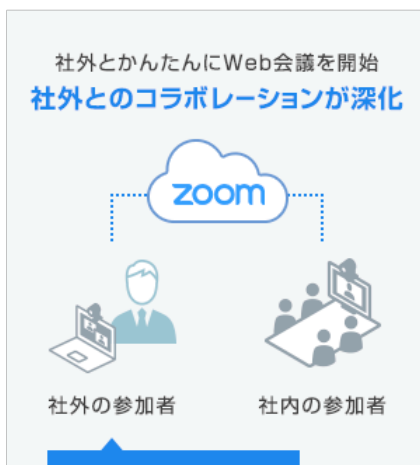 社外とかんたんにWeb会議を開始
社外とのコラボレーションが深化
zoom
社外の参加者
社内の参加者